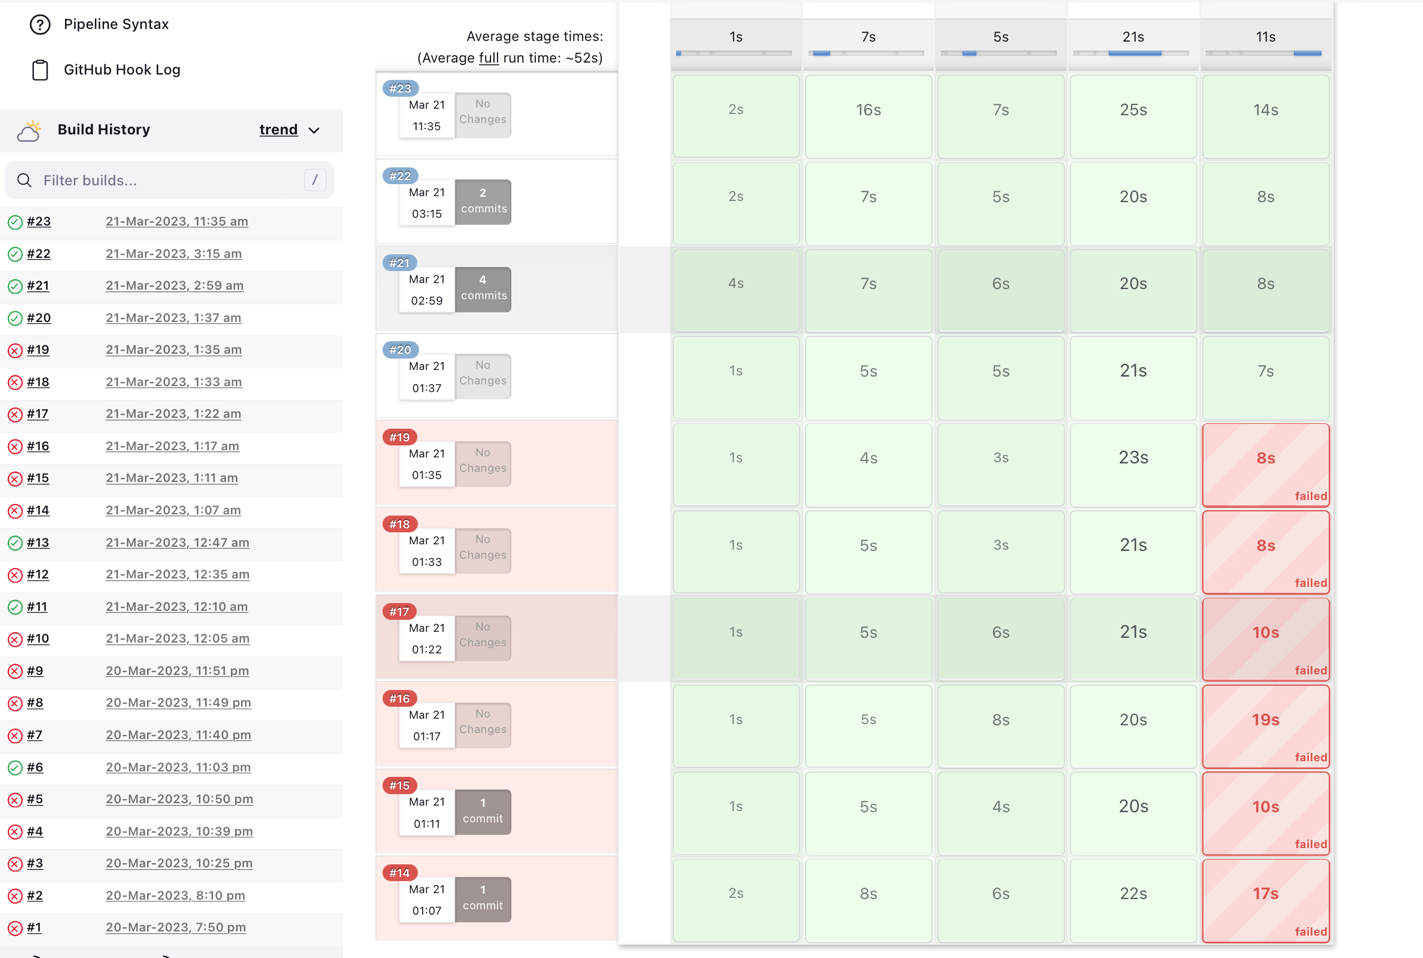 Pipeline Syntax
GitHub Hook Log
Build History trend
Filter builds... /
#23 21-Mar-2023, 11:35 am
#22 21-Mar-2023, 3:15 am
#21 21-Mar-2023, 2:59 am
#20 21-Mar-2023, 1:37 am
#19 21-Mar-2023, 1:35 am
#18 21-Mar-2023, 1:33 am
#17 21-Mar-2023, 1:22 am
#16 21-Mar-2023, 1:17 am
#15 21-Mar-2023, 1:11 am
#14 21-Mar-2023, 1:07 am
#13 21-Mar-2023, 12:47 am
#12 21-Mar-2023, 12:35 am
#11 21-Mar-2023, 12:10 am
#10 21-Mar-2023, 12:05 am
#9 20-Mar-2023, 11:51 pm
#8 20-Mar-2023, 11:49 pm
#7 20-Mar-2023, 11:40 pm
#6 20-Mar-2023, 11:03 pm
#5 20-Mar-2023, 10:50 pm
#4 20-Mar-2023, 10:39 pm
#3 20-Mar-2023, 10:25 pm
#2 20-Mar-2023, 8:10 pm
#1 20-Mar-2023, 7:50 pm
Average stage times:
(Average full run time: ~52s)
1s 7s 5s 21s 11s
#23
Mar 21
11:35
No
Changes
2s 16s 7s 25s 14s
#22
Mar 21
03:15
2
commits
2s 7s 5s 20s 8s
#21
Mar 21
02:59
4
commits
4s 7s 6s 20s 8s
#20
Mar 21
01:37
No
Changes
1s 5s 5s 21s 7s
#19
Mar 21
01:35
No
Changes
1s 4s 3s 23s 8s
failed
#18
Mar 21
01:33
No
Changes
1s 5s 3s 21s 8s
failed
#17
Mar 21
01:22
No
Changes
1s 5s 6s 21s 10s
failed
#16
Mar 21
01:17
No
Changes
1s 5s 8s 20s 19s
failed
#15
Mar 21
01:11
1
commit
1s 5s 4s 20s 10s
failed
#14
Mar 21
01:07
1
commit
2s 8s 6s 22s 17s
failed